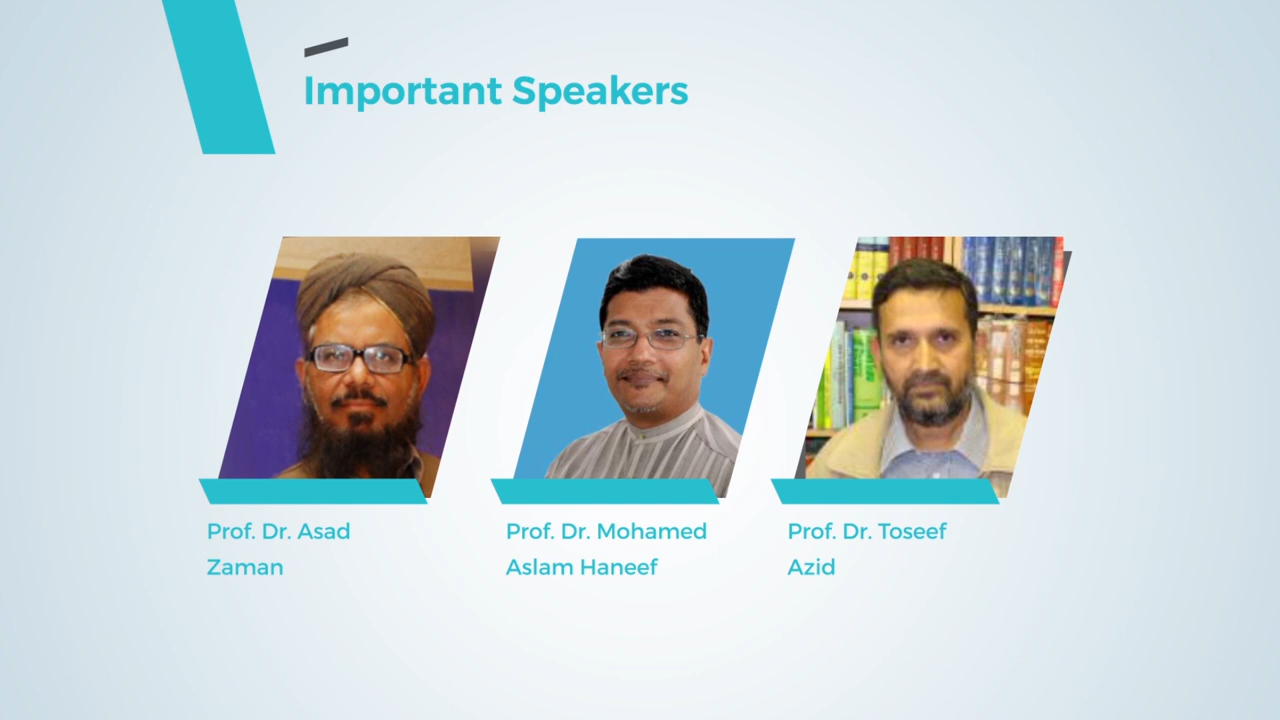 Important Speakers
Prof. Dr. Asad
Zaman
Prof. Dr. Mohamed
Aslam Haneef
Prof. Dr. Toseef
Azid